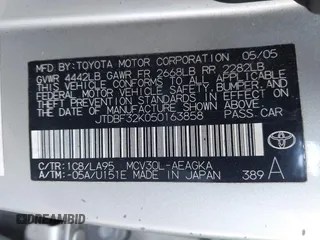 MFD. BY: TOYOTA MOTOR CORPORATION 05/05
GVWR 4442LB GAWR FR 2668LB RR 2282LB
THIS VEHICLE CONFORMS TO ALL APPLICABLE
FEDERAL MOTOR VEHICLE SAFETY, BUMPER, AND
THEFT PREVENTION STANDARDS IN EFFECT ON
THE DATE OF MANUFACTURE SHOWN ABOVE.
JTDBF32K050163858 PASS. CAR
TOYOTA
C/TR: 1C8/LA95 MCV30L-AEAGKA
A/TM: -05A/U151E MADE IN JAPAN 389 A